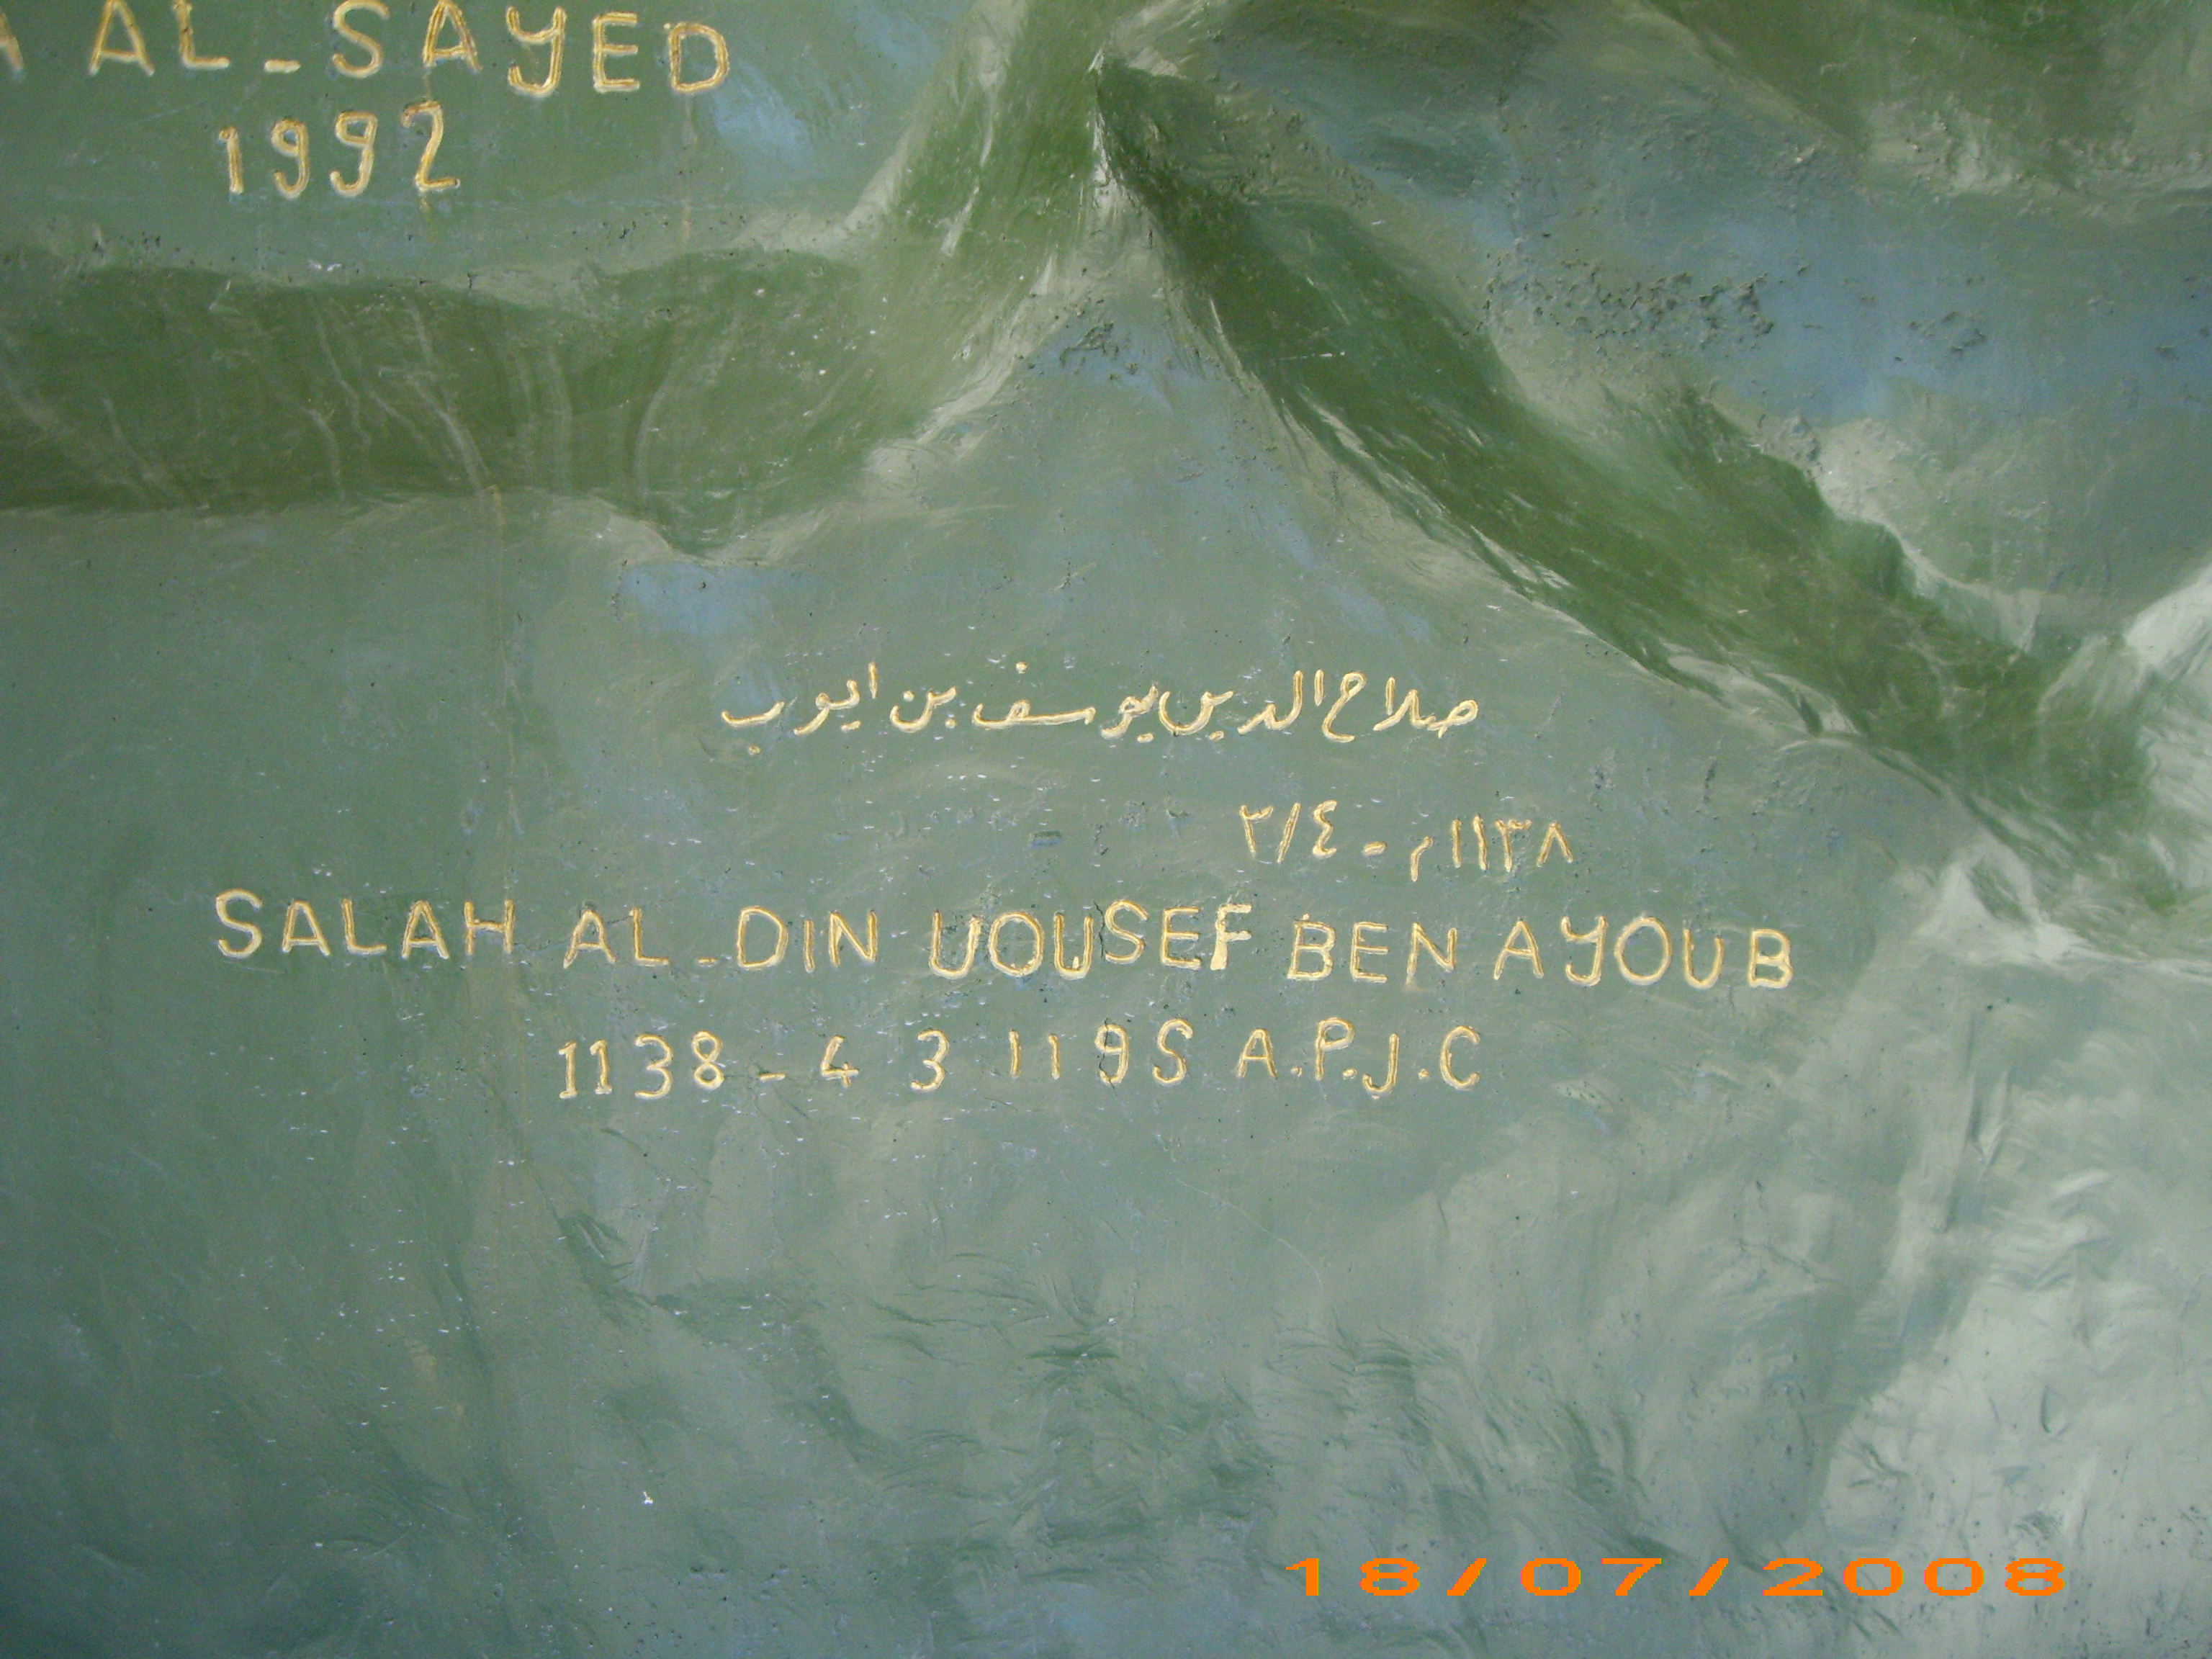 AL_SAYED
1992
صلاح الدين يوسف بن ايوب
١١٣٨م - ٣/٤
SALAH AL_DIN UOUSEF BEN AYOUB
1138 - 4 3 119S A.P.J.C
18/07/2008